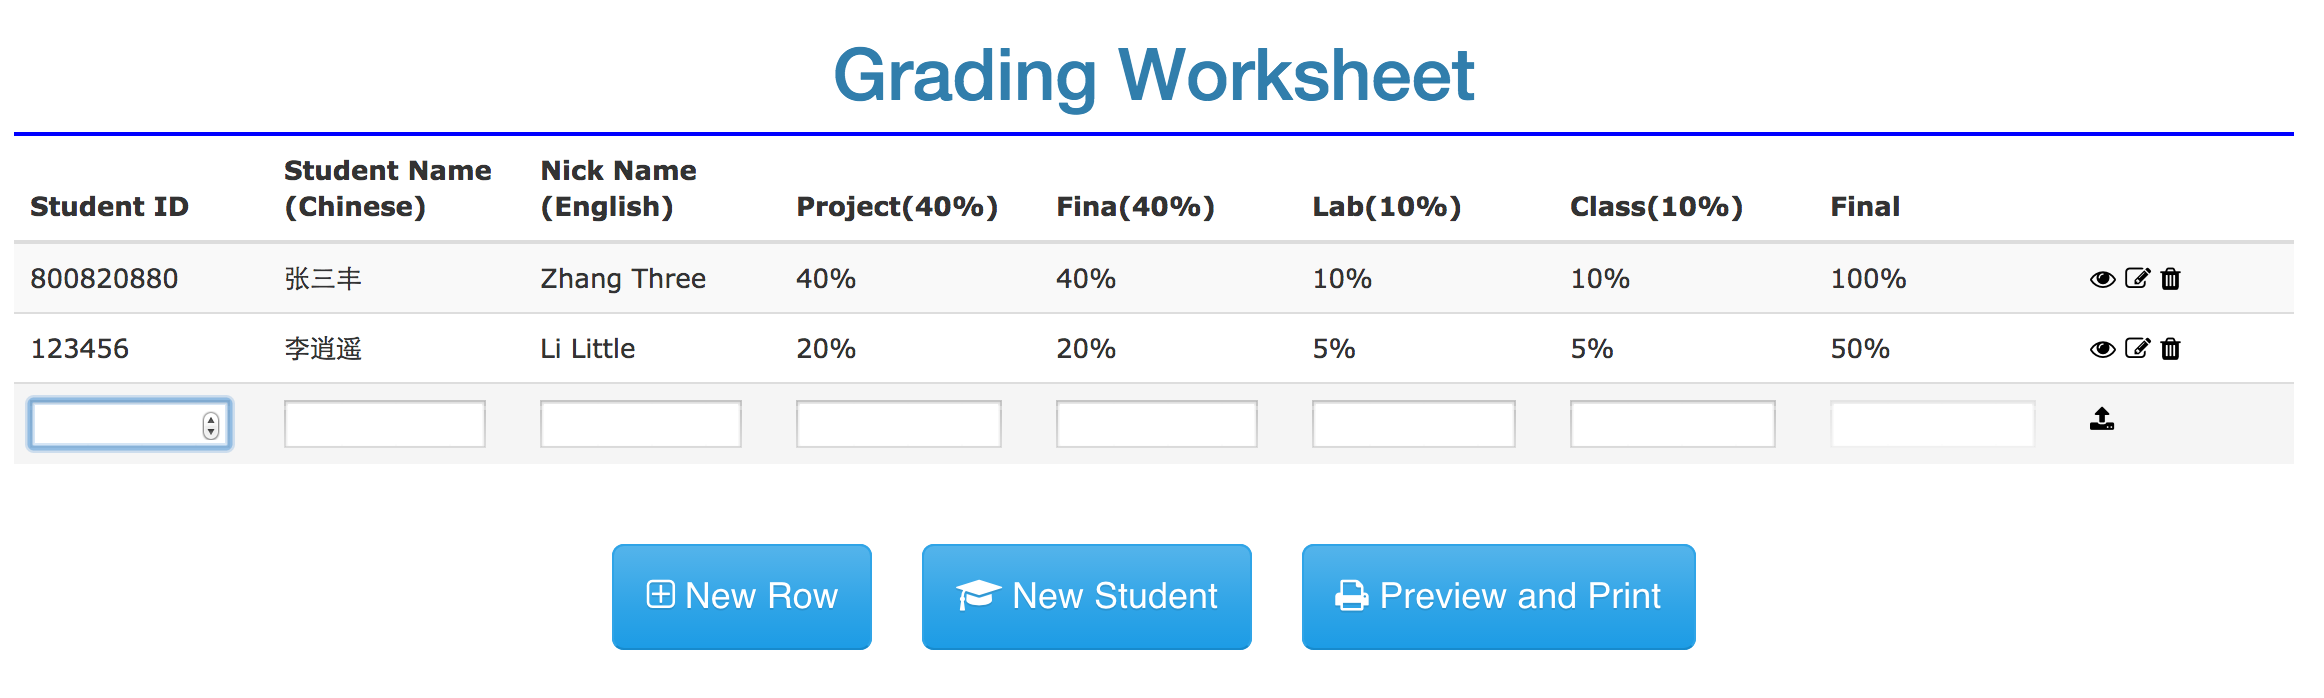 Grading Worksheet
Student ID Student Name (Chinese) Nick Name (English) Project(40%) Fina(40%) Lab(10%) Class(10%) Final
800820880 张三丰 Zhang Three 40% 40% 10% 10% 100%
123456 李逍遥 Li Little 20% 20% 5% 5% 50%
New Row New Student Preview and Print